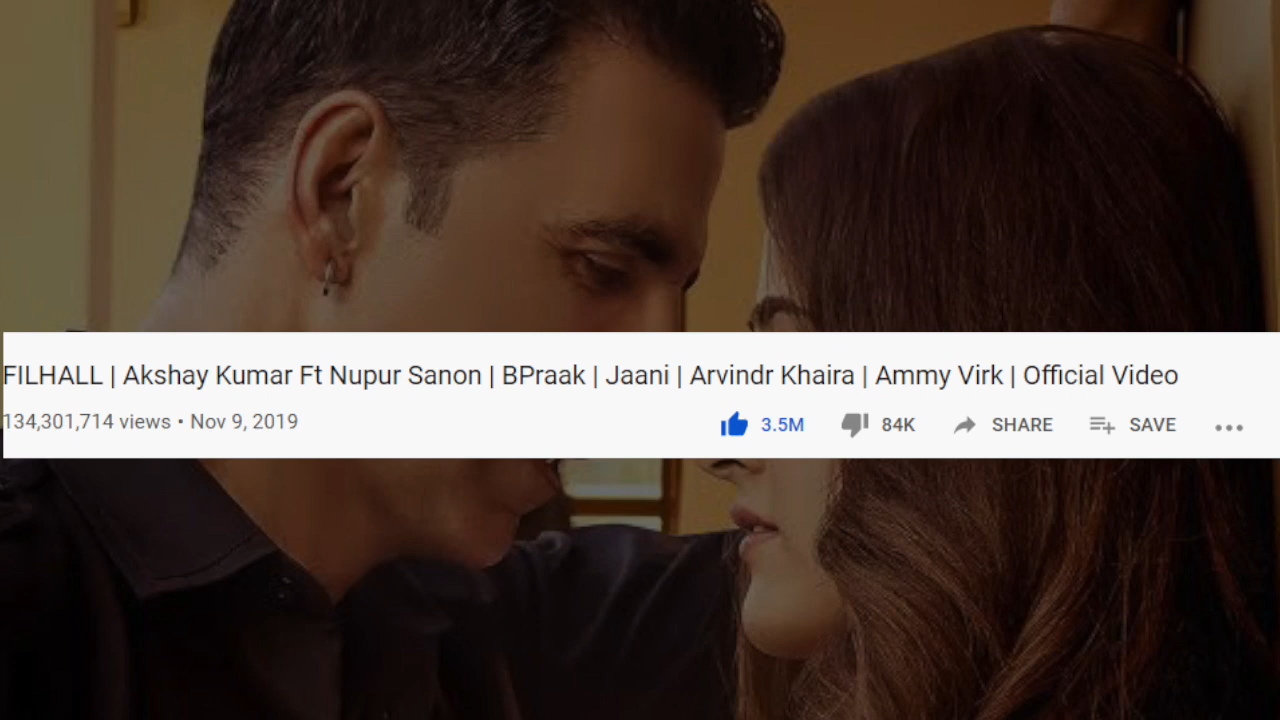 FILHALL | Akshay Kumar Ft Nupur Sanon | BPraak | Jaani | Arvindr Khaira | Ammy Virk | Official Video
134,301,714 views • Nov 9, 2019 3.5M 84K SHARE SAVE